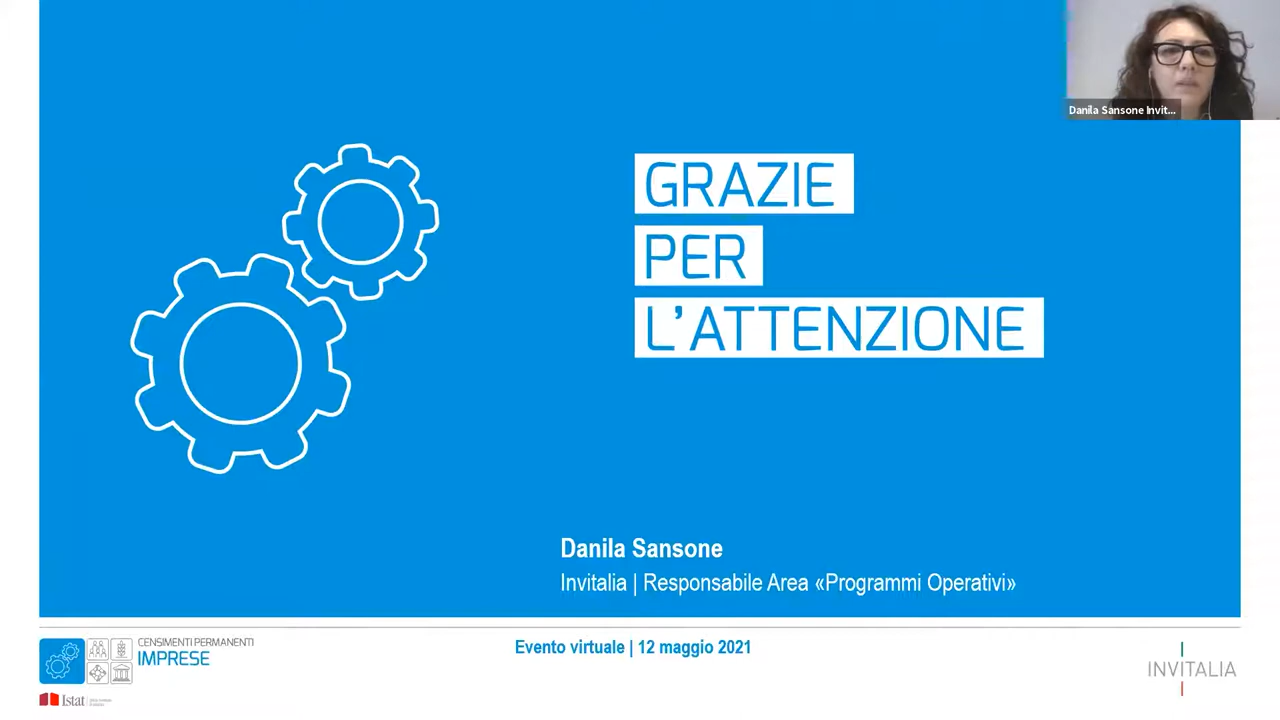 Danila Sansone Invit...
GRAZIE
PER
L'ATTENZIONE
Danila Sansone
Invitalia | Responsabile Area «Programmi Operativi»
CENSIMENTI PERMANENTI
IMPRESE
Evento virtuale | 12 maggio 2021
INVITALIA
Istat